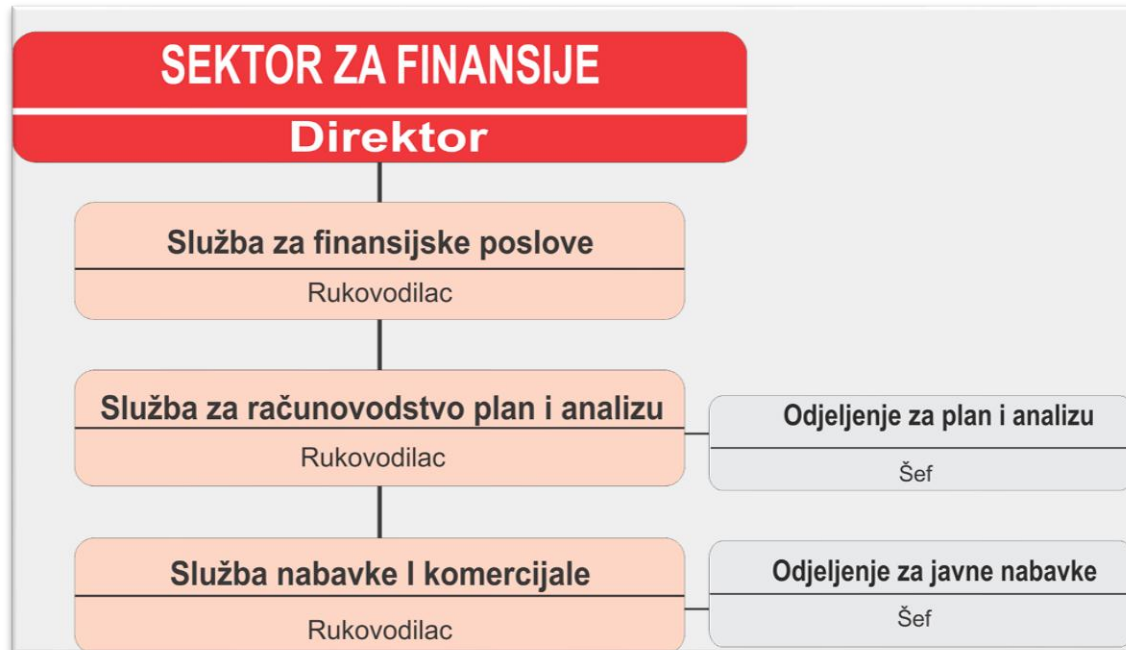 SEKTOR ZA FINANSIJE
Direktor
Služba za finansijske poslove
Rukovodilac
Služba za računovodstvo plan i analizu
Rukovodilac
Odjeljenje za plan i analizu
Šef
Služba nabavke I komercijale
Rukovodilac
Odjeljenje za javne nabavke
Šef